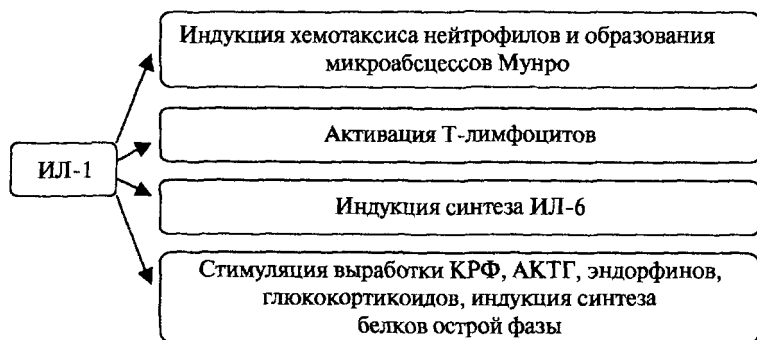 Индукция хемотаксиса нейтрофилов и образования
микроабсцессов Мунро
Активация Т-лимфоцитов
ИЛ-1
Индукция синтеза ИЛ-6
Стимуляция выработки КРФ, АКТГ, эндорфинов,
глюкокортикоидов, индукция синтеза
белков острой фазы